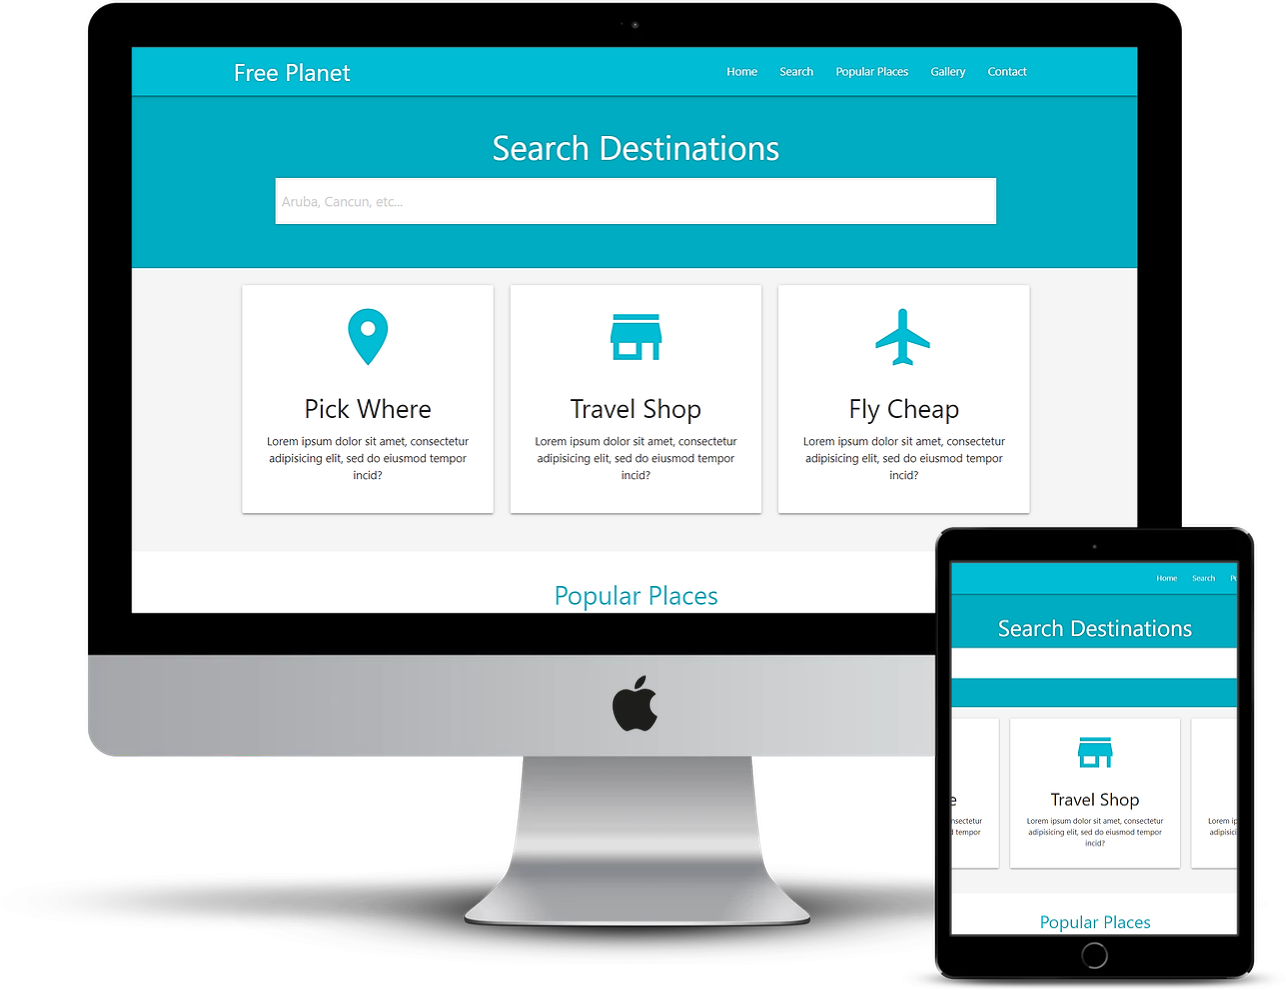 Free Planet
Home Search Popular Places Gallery Contact
Search Destinations
Aruba, Cancun, etc...
Pick Where
Lorem ipsum dolor sit amet, consectetur
adipisicing elit, sed do eiusmod tempor
incid?
Travel Shop
Lorem ipsum dolor sit amet, consectetur
adipisicing elit, sed do eiusmod tempor
incid?
Fly Cheap
Lorem ipsum dolor sit amet, consectetur
adipisicing elit, sed do eiusmod tempor
incid?
Popular Places
Home Search
Search Destinations
e
nsectetur
tempor
Travel Shop
Lorem ipsum dolor sit amet, consectetur
adipisicing elit, sed do eiusmod tempor
incid?
Lorem ip
adipisici
Popular Places